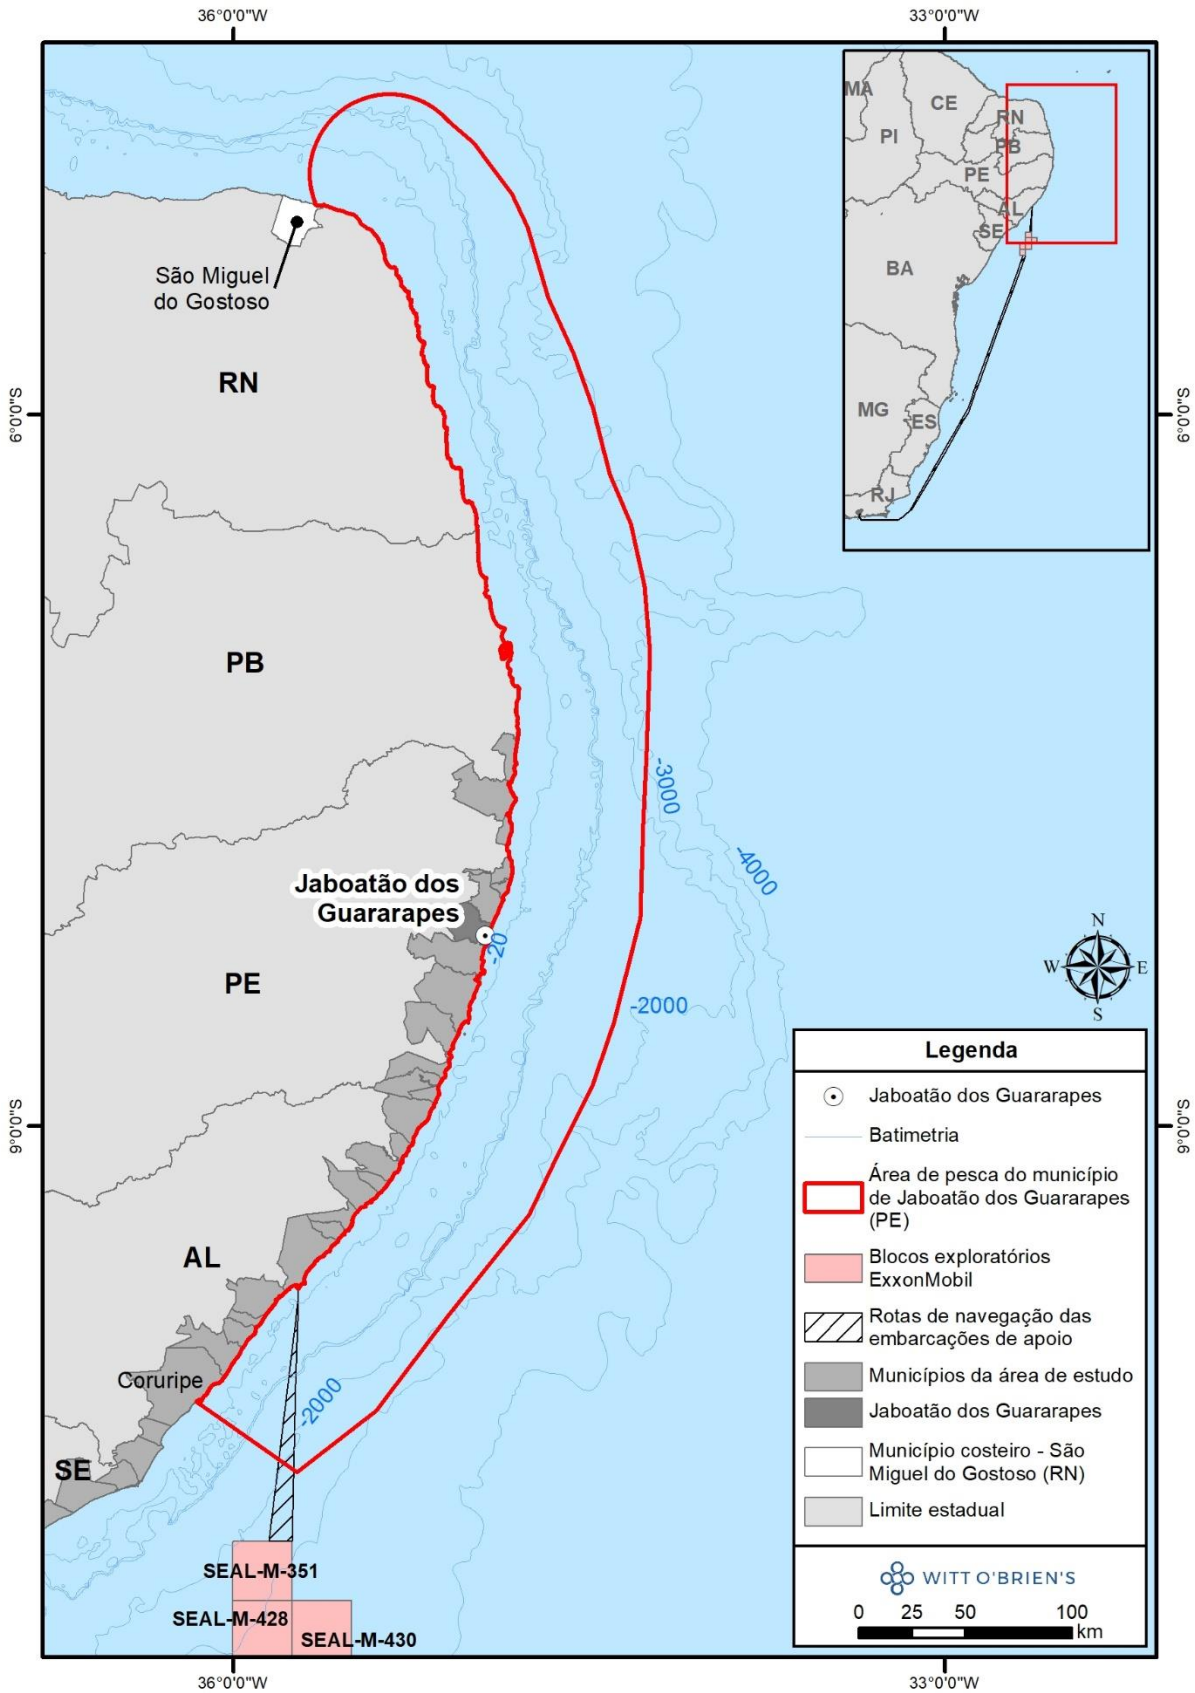 36°0'0"W
33°0'0"W
MA
CE
RN
PI
PB
PE
AL
SE
BA
MG
ES
RJ
São Miguel
do Gostoso
RN
6°0'0"S
6°0'0"S
PB
-3000
-4000
Jaboatão dos
Guararapes
-20
PE
-2000
N
W
E
S
9°0'0"S
9°0'0"S
AL
Coruripe
-2000
SE
SEAL-M-351
SEAL-M-428
SEAL-M-430
Legenda
Jaboatão dos Guararapes
Batimetria
Área de pesca do município
de Jaboatão dos Guararapes
(PE)
Blocos exploratórios
ExxonMobil
Rotas de navegação das
embarcações de apoio
Municípios da área de estudo
Jaboatão dos Guararapes
Município costeiro - São
Miguel do Gostoso (RN)
Limite estadual
WITT O'BRIEN'S
0 25 50 100
km
36°0'0"W
33°0'0"W